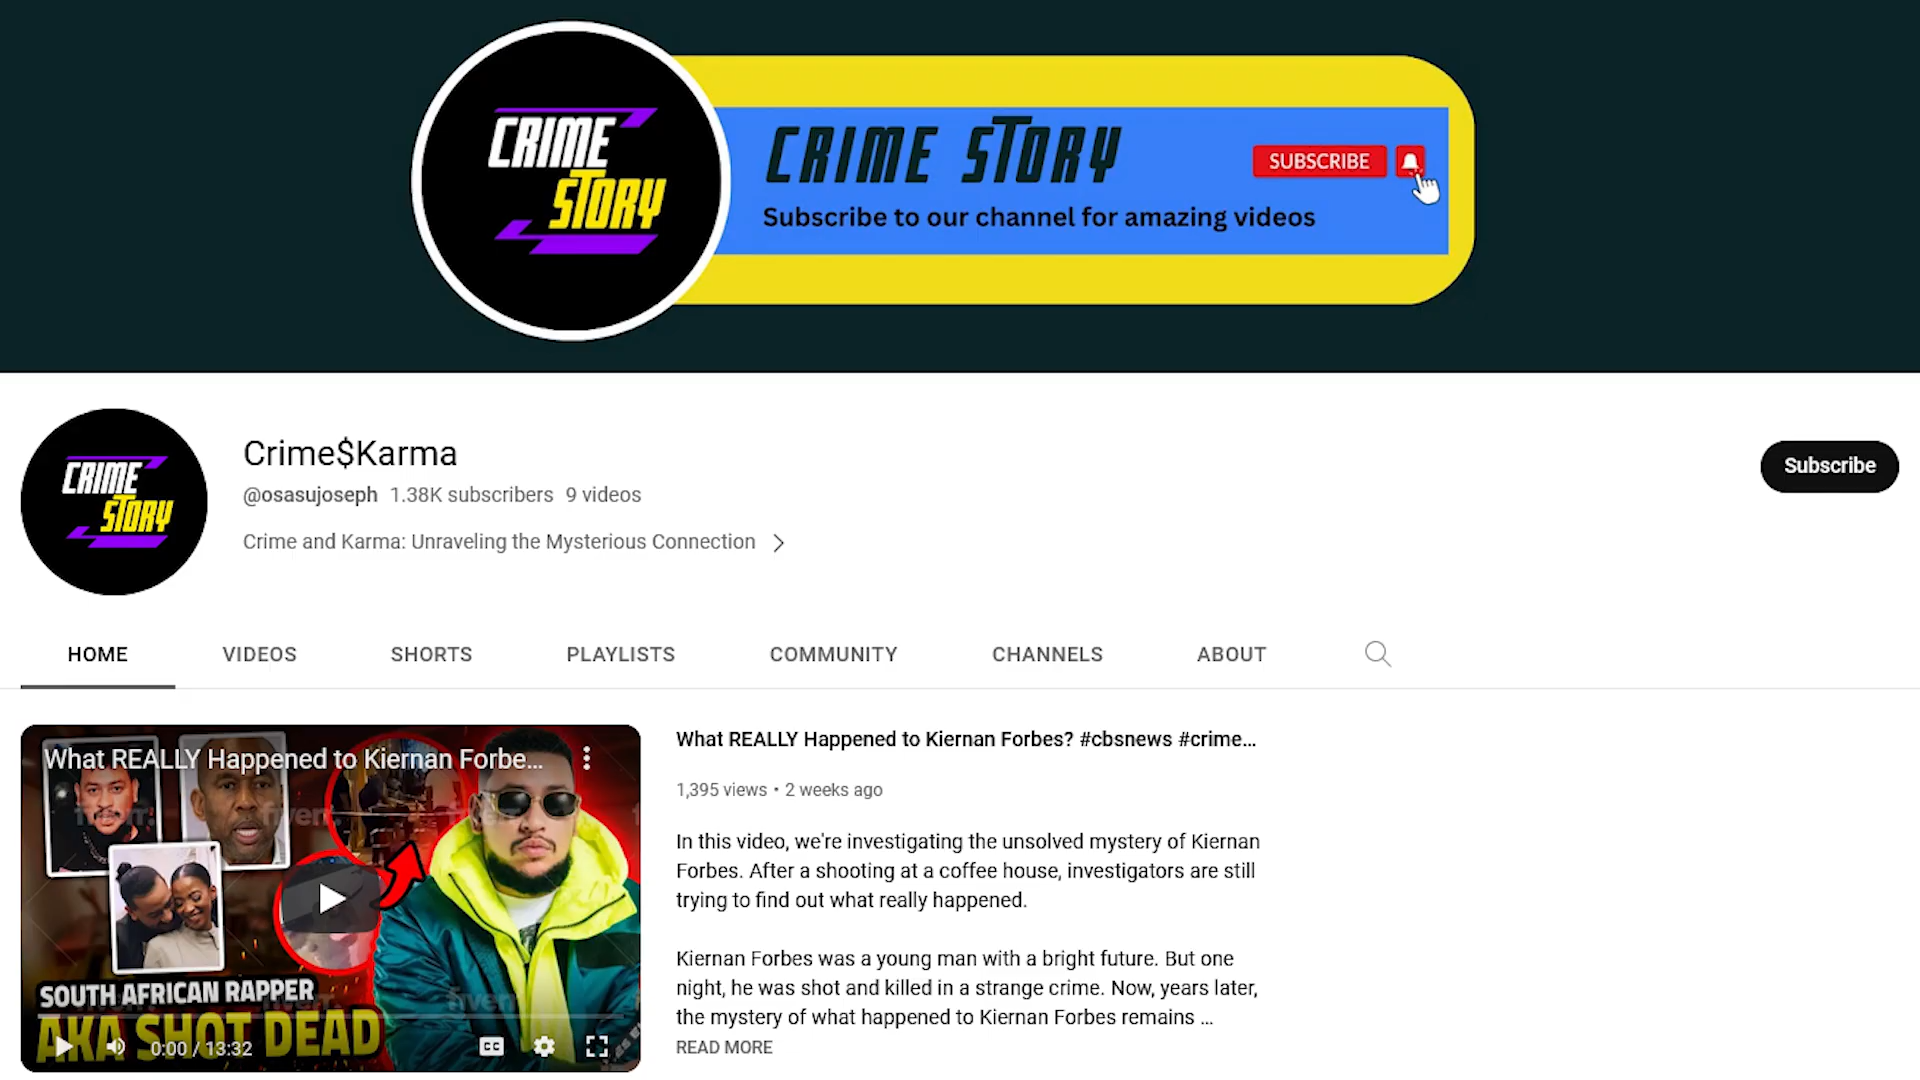 CRIME
STORY
CRIME STORY
SUBSCRIBE
Subscribe to our channel for amazing videos
CRIME
STORY
Crime$Karma
@osasujoseph 1.38K subscribers 9 videos
Crime and Karma: Unraveling the Mysterious Connection
Subscribe
HOME
VIDEOS
SHORTS
PLAYLISTS
COMMUNITY
CHANNELS
ABOUT
What REALLY Happened to Kiernan Forbe...
fiverr.
SOUTH AFRICAN RAPPER
AKA SHOT DEAD
0:00 / 13:32
CC
What REALLY Happened to Kiernan Forbes? #cbsnews #crime...
1,395 views • 2 weeks ago
In this video, we're investigating the unsolved mystery of Kiernan
Forbes. After a shooting at a coffee house, investigators are still
trying to find out what really happened.
Kiernan Forbes was a young man with a bright future. But one
night, he was shot and killed in a strange crime. Now, years later,
the mystery of what happened to Kiernan Forbes remains ...
READ MORE